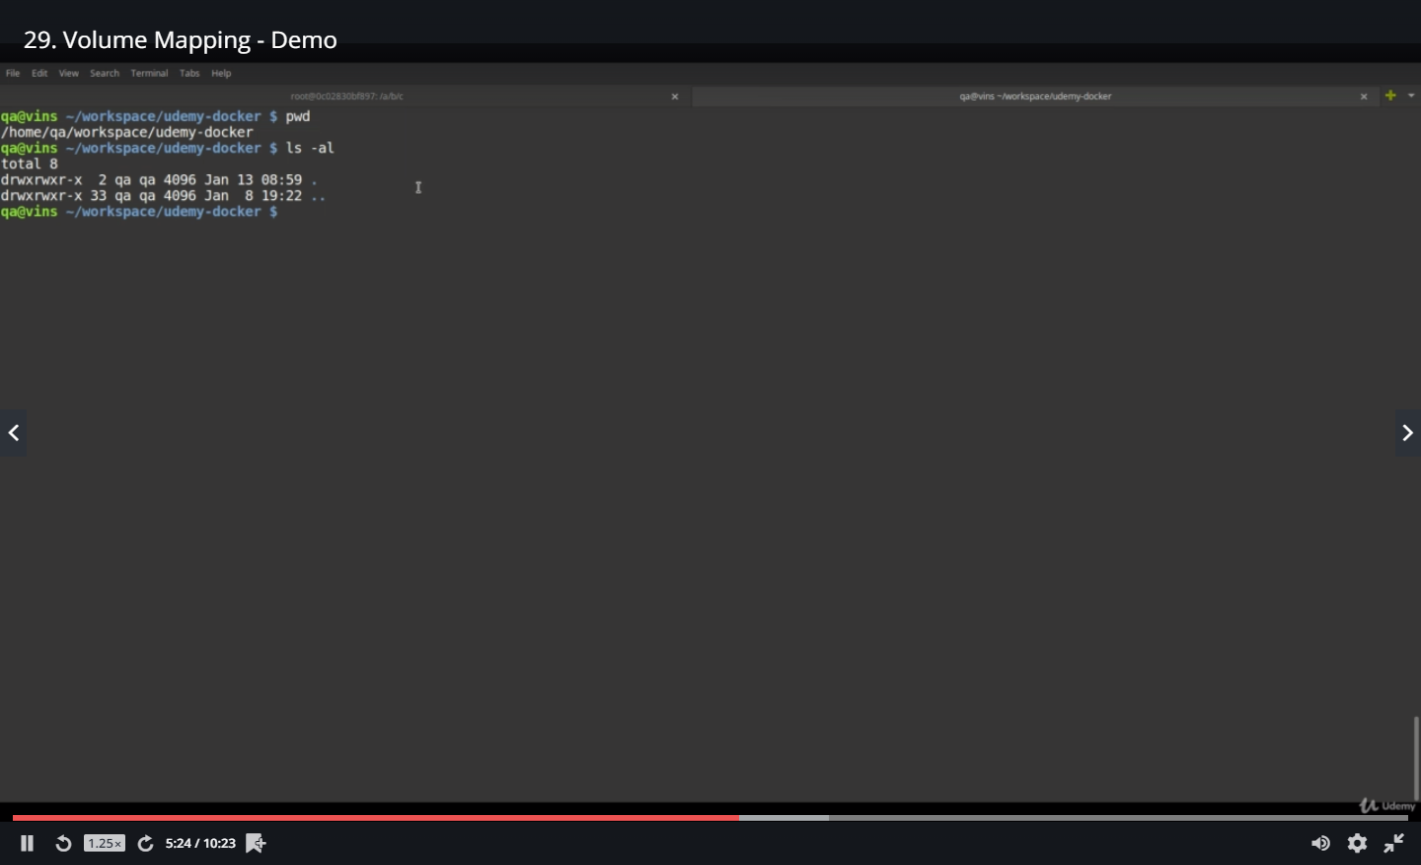 29. Volume Mapping - Demo
File Edit View Search Terminal Tabs Help
root@0c02830bf897: /a/b/c
qa@vins ~/workspace/udemy-docker
qa@vins ~/workspace/udemy-docker $ pwd
/home/qa/workspace/udemy-docker
qa@vins ~/workspace/udemy-docker $ ls -al
total 8
drwxrwxr-x  2 qa qa 4096 Jan 13 08:59 .
drwxrwxr-x 33 qa qa 4096 Jan  8 19:22 ..
qa@vins ~/workspace/udemy-docker $
Udemy
1.25× 5:24 / 10:23